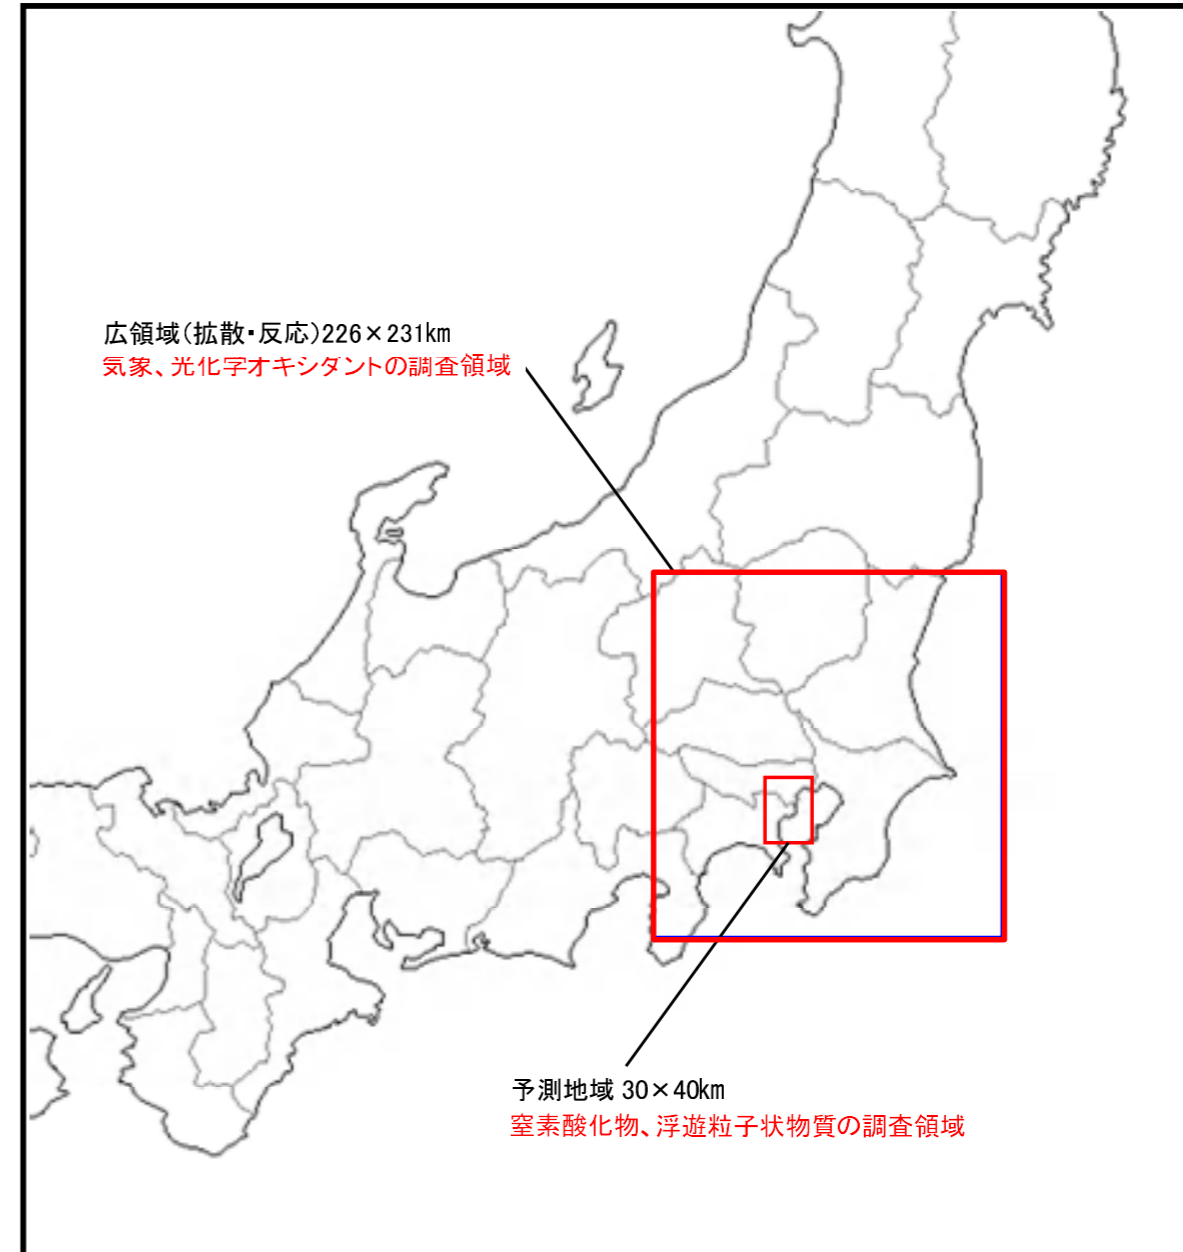 広領域(拡散・反応)226×231km
気象、光化学オキシダントの調査領域
予測地域 30×40km
窒素酸化物、浮遊粒子状物質の調査領域